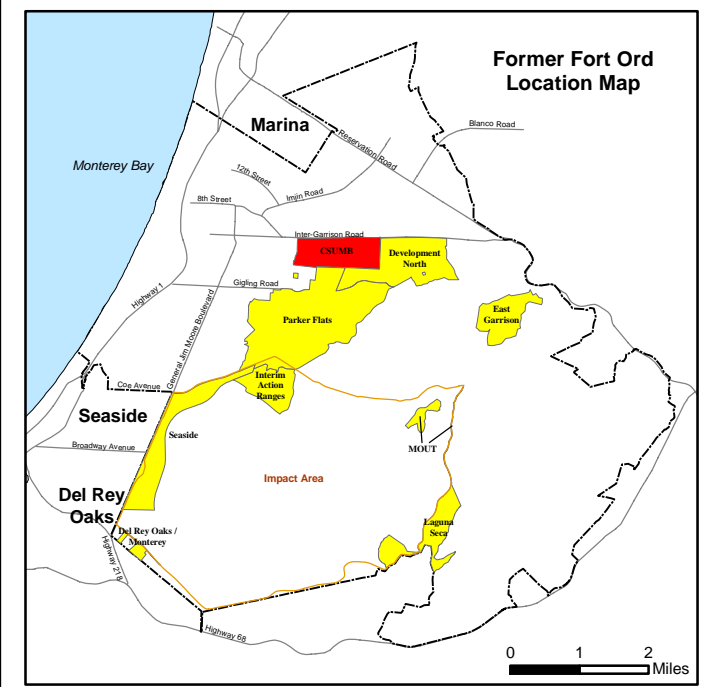 Former Fort Ord
Location Map
Marina
Blanco Road
Reservation Road
Monterey Bay
12th Street
Imjin Road
8th Street
Inter-Garrison Road
CSUMB
Development
North
Gigling Road
Highway 1
General Jim Moore Boulevard
Parker Flats
East
Garrison
Interim
Action
Ranges
Coe Avenue
Seaside
Seaside
Broadway Avenue
MOUT
Impact Area
Del Rey
Oaks
Del Rey Oaks /
Monterey
Laguna
Seca
Highway 218
Highway 68
0 1 2
Miles